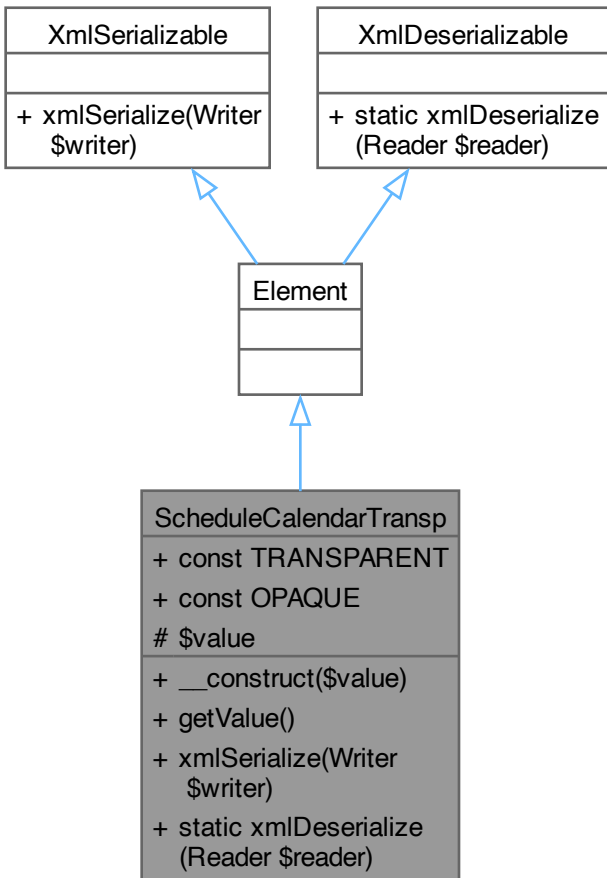 XmlSerializable
+ xmlSerialize(Writer
$writer)
XmlDeserializable
+ static xmlDeserialize
(Reader $reader)
Element
ScheduleCalendarTransp
+ const TRANSPARENT
+ const OPAQUE
# $value
+ __construct($value)
+ getValue()
+ xmlSerialize(Writer
$writer)
+ static xmlDeserialize
(Reader $reader)